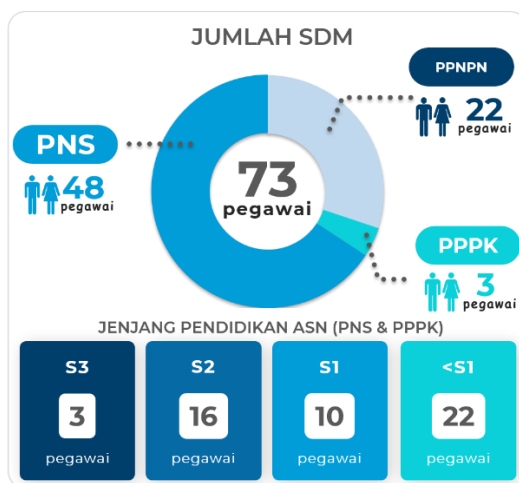 JUMLAH SDM
PPNPN
22
pegawai
PNS
48
pegawai
73
pegawai
PPPK
3
pegawai
JENJANG PENDIDIKAN ASN (PNS & PPPK)
S3
3
pegawai
S2
16
pegawai
S1
10
pegawai
<S1
22
pegawai